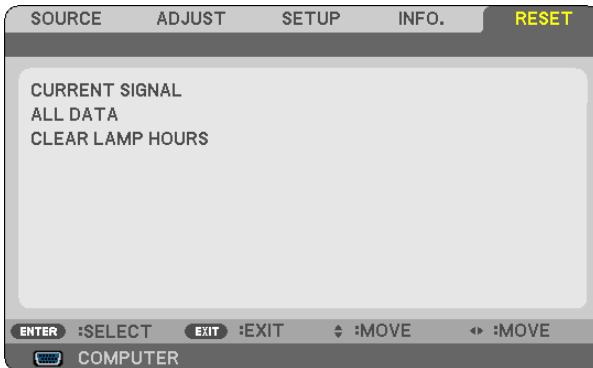 SOURCE ADJUST SETUP INFO. RESET
CURRENT SIGNAL
ALL DATA
CLEAR LAMP HOURS
ENTER :SELECT EXIT :EXIT :MOVE :MOVE
COMPUTER